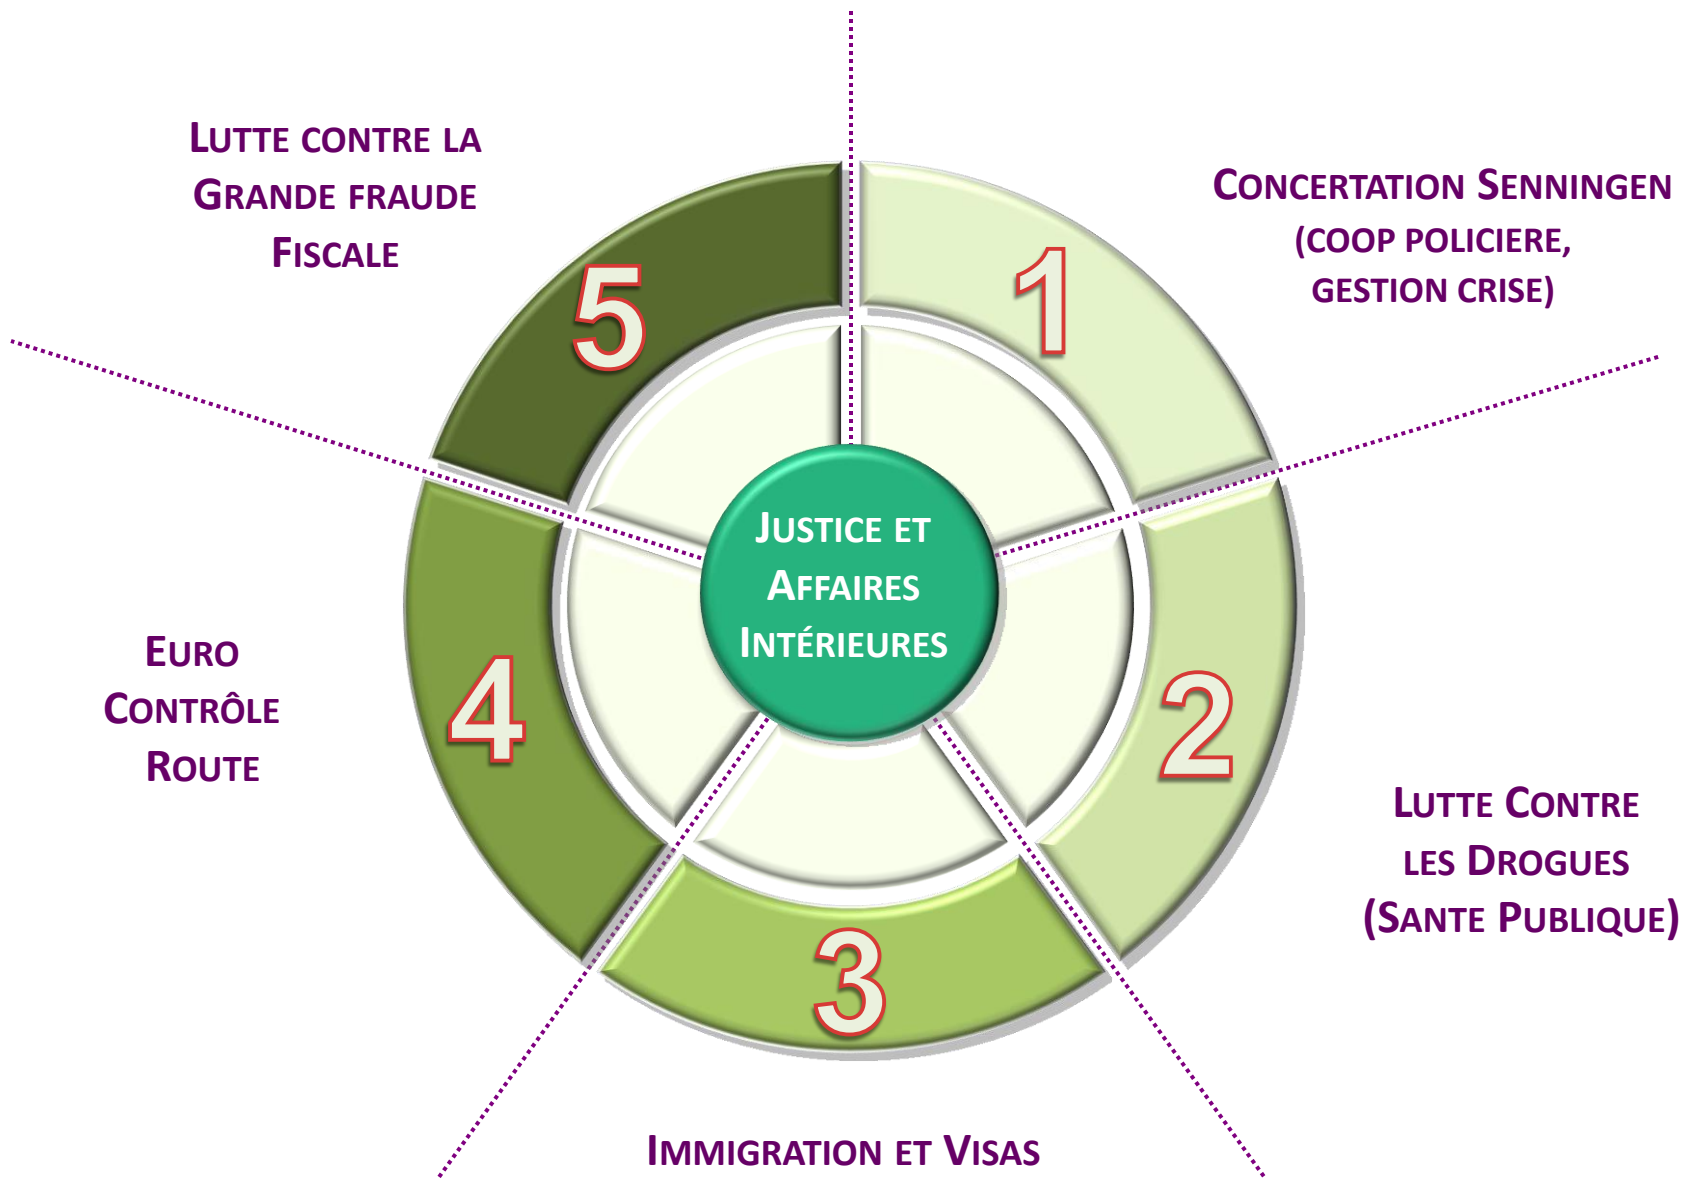 LUTTE CONTRE LA
GRANDE FRAUDE
FISCALE
5
CONCERTATION SENNINGEN
(COOP POLICIERE,
GESTION CRISE)
1
JUSTICE ET
AFFAIRES
INTÉRIEURES
EURO
CONTRÔLE
ROUTE
4
2
LUTTE CONTRE
LES DROGUES
(SANTE PUBLIQUE)
3
IMMIGRATION ET VISAS